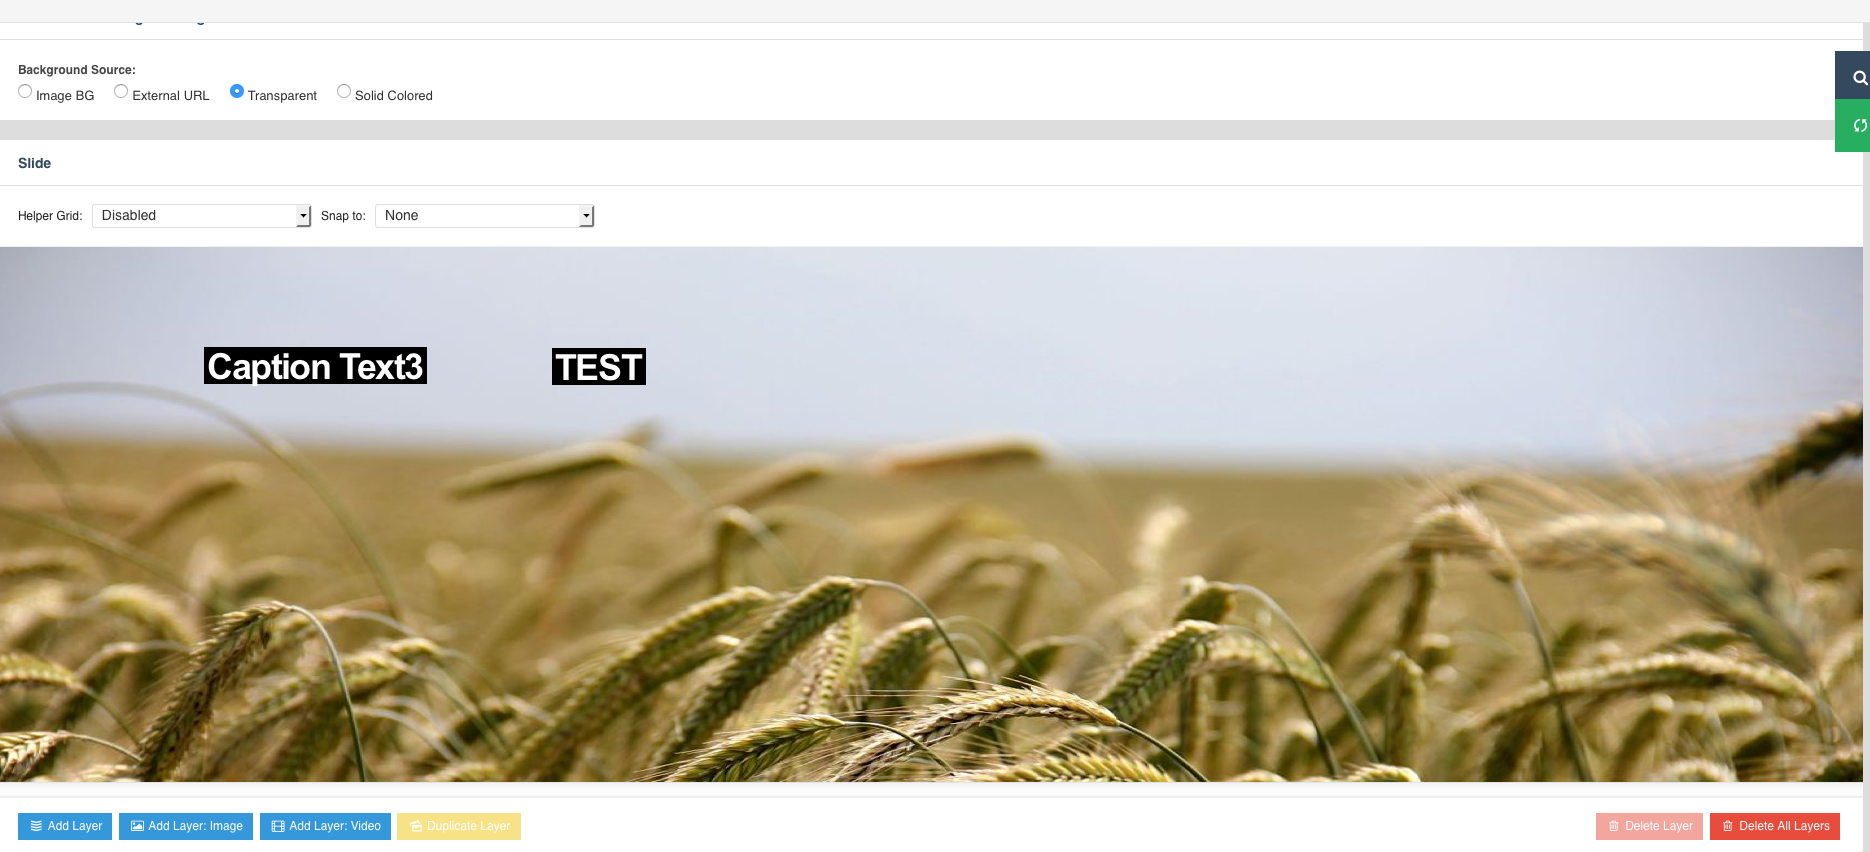 Background Source:
Image BG External URL Transparent Solid Colored
Slide
Helper Grid: Disabled Snap to: None
Caption Text3 TEST
Add Layer Add Layer: Image Add Layer: Video Duplicate Layer Delete Layer Delete All Layers